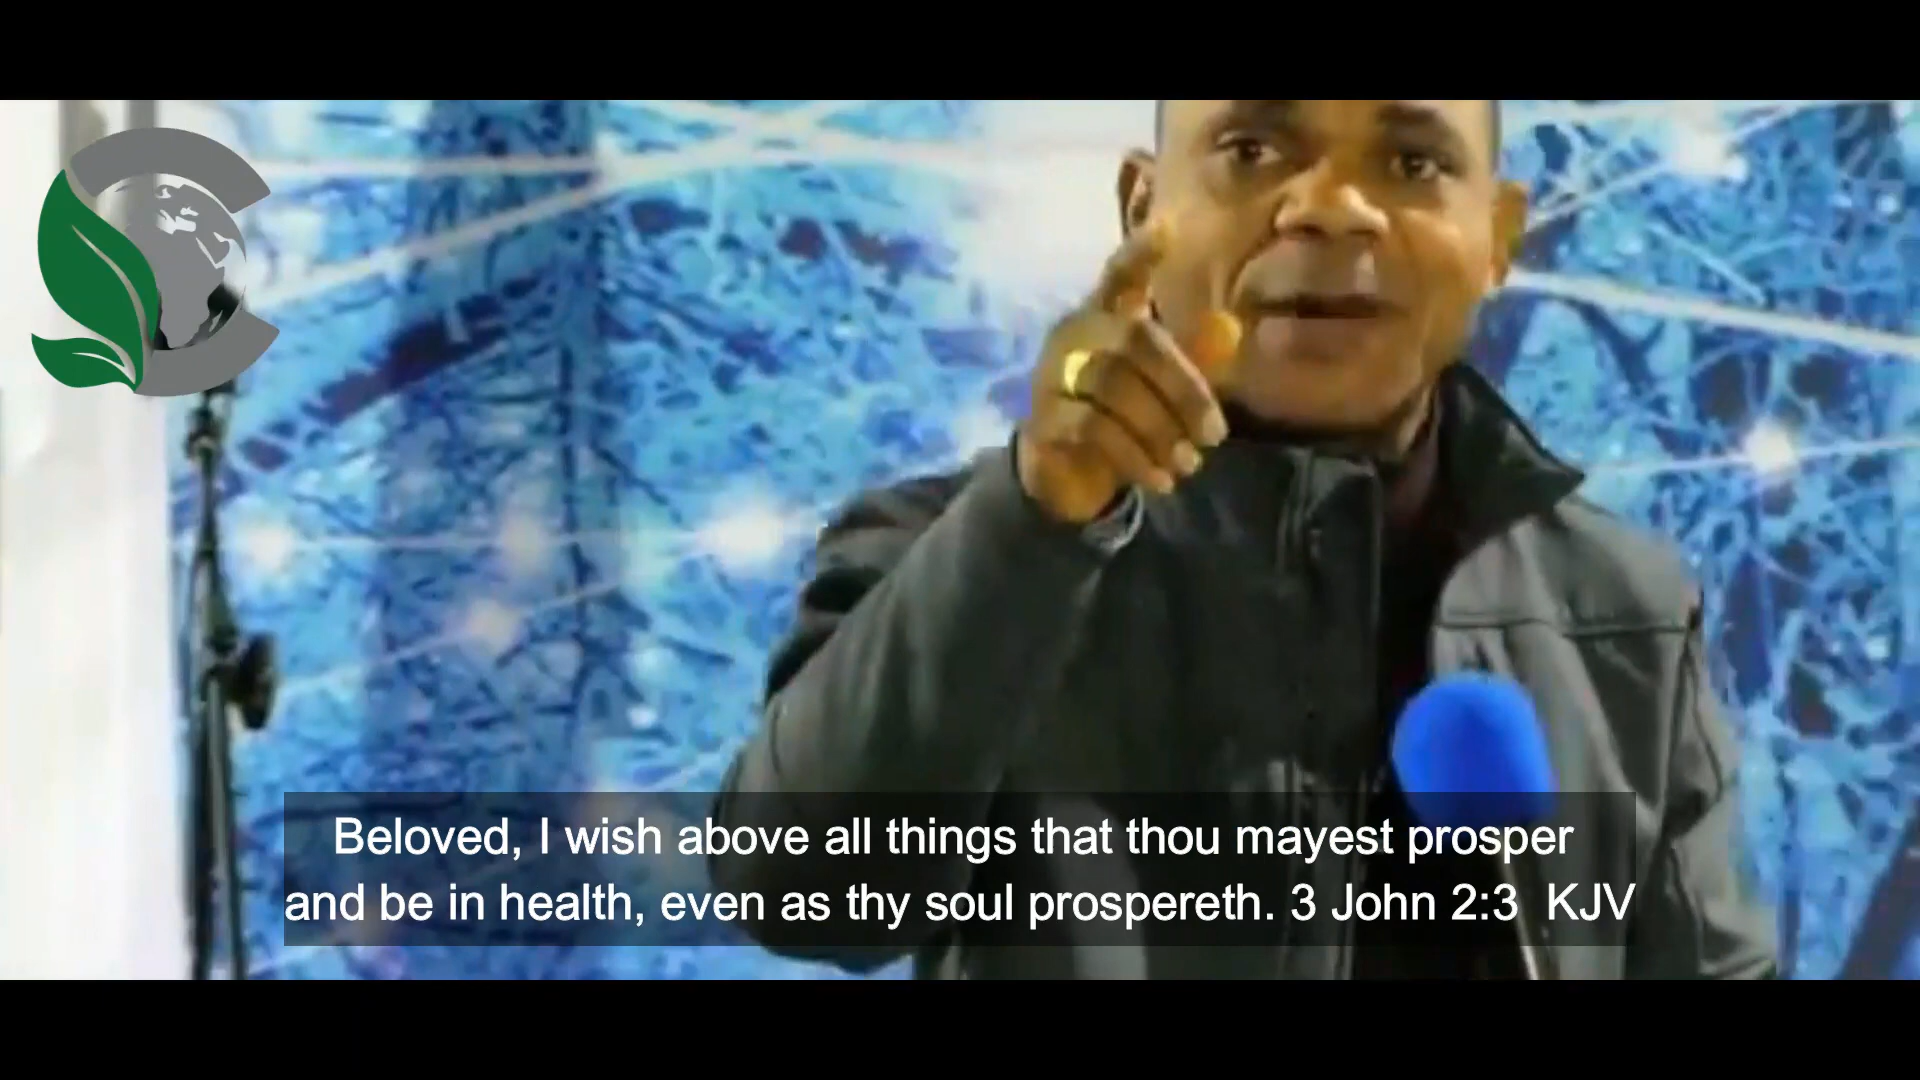 Beloved, I wish above all things that thou mayest prosper
and be in health, even as thy soul prospereth. 3 John 2:3  KJV